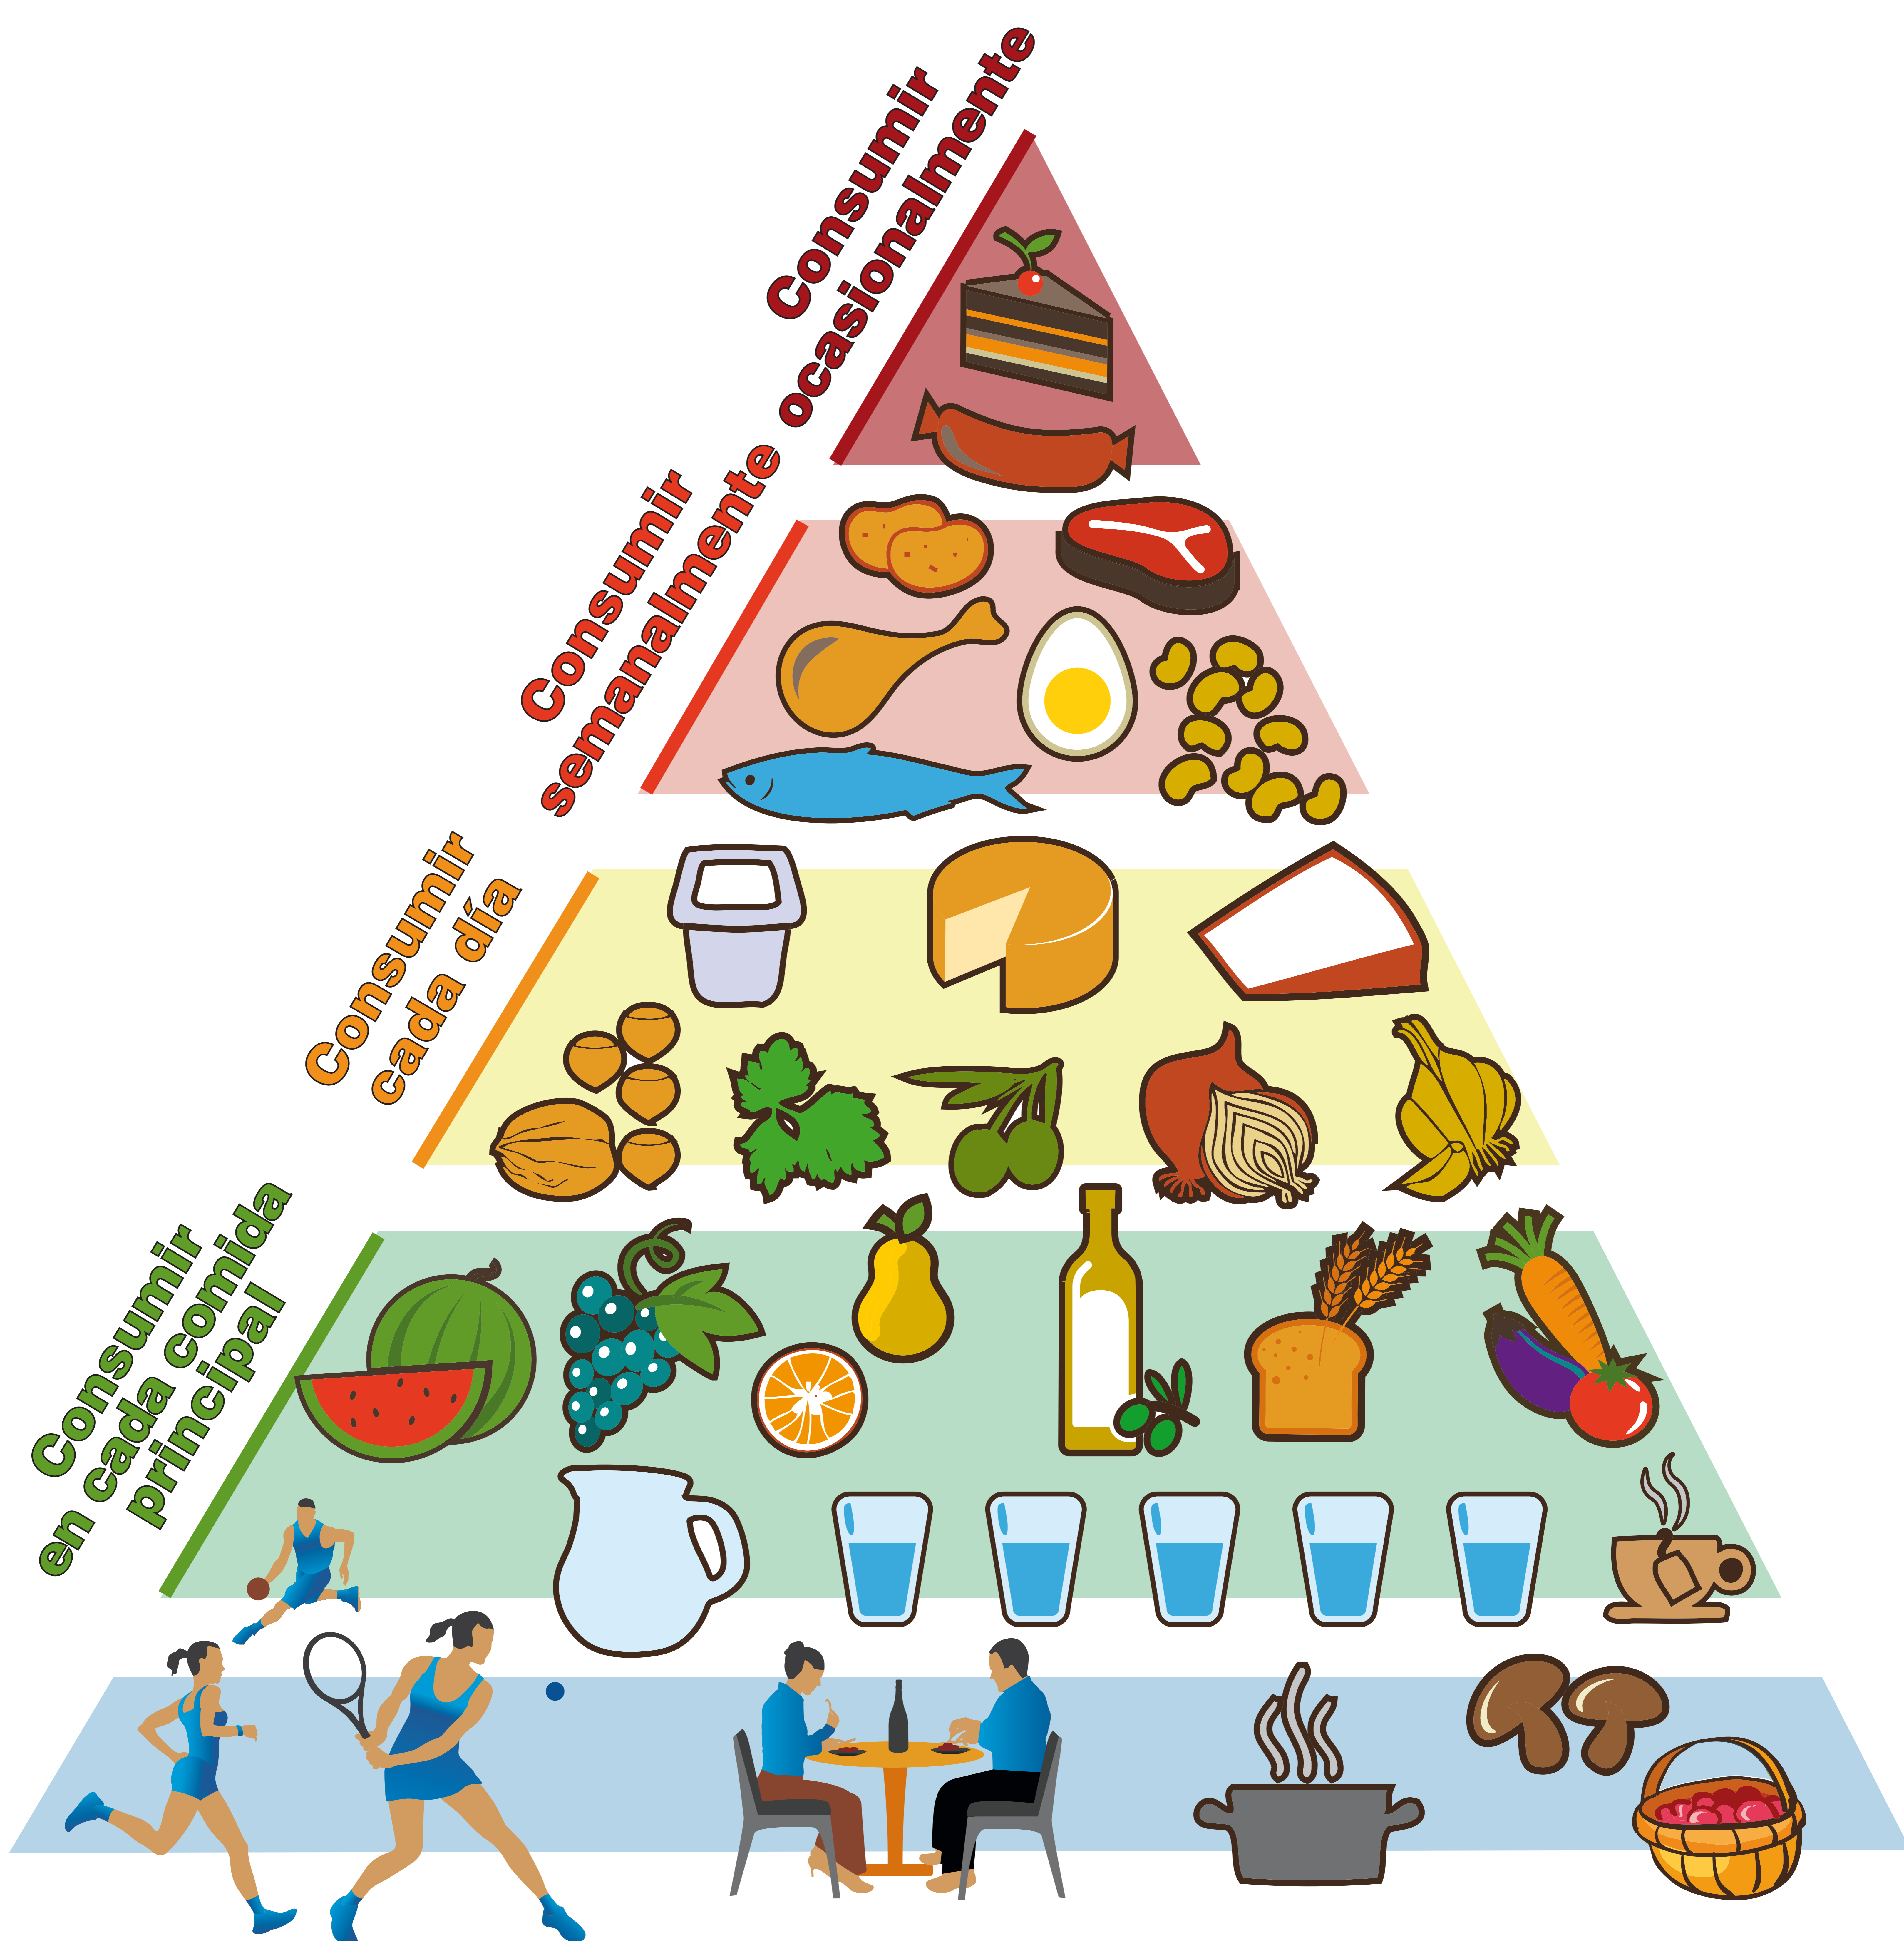 Consumir
ocasionalmente
Consumir
semanalmente
Consumir
cada día
Consumir
en cada comida
principal